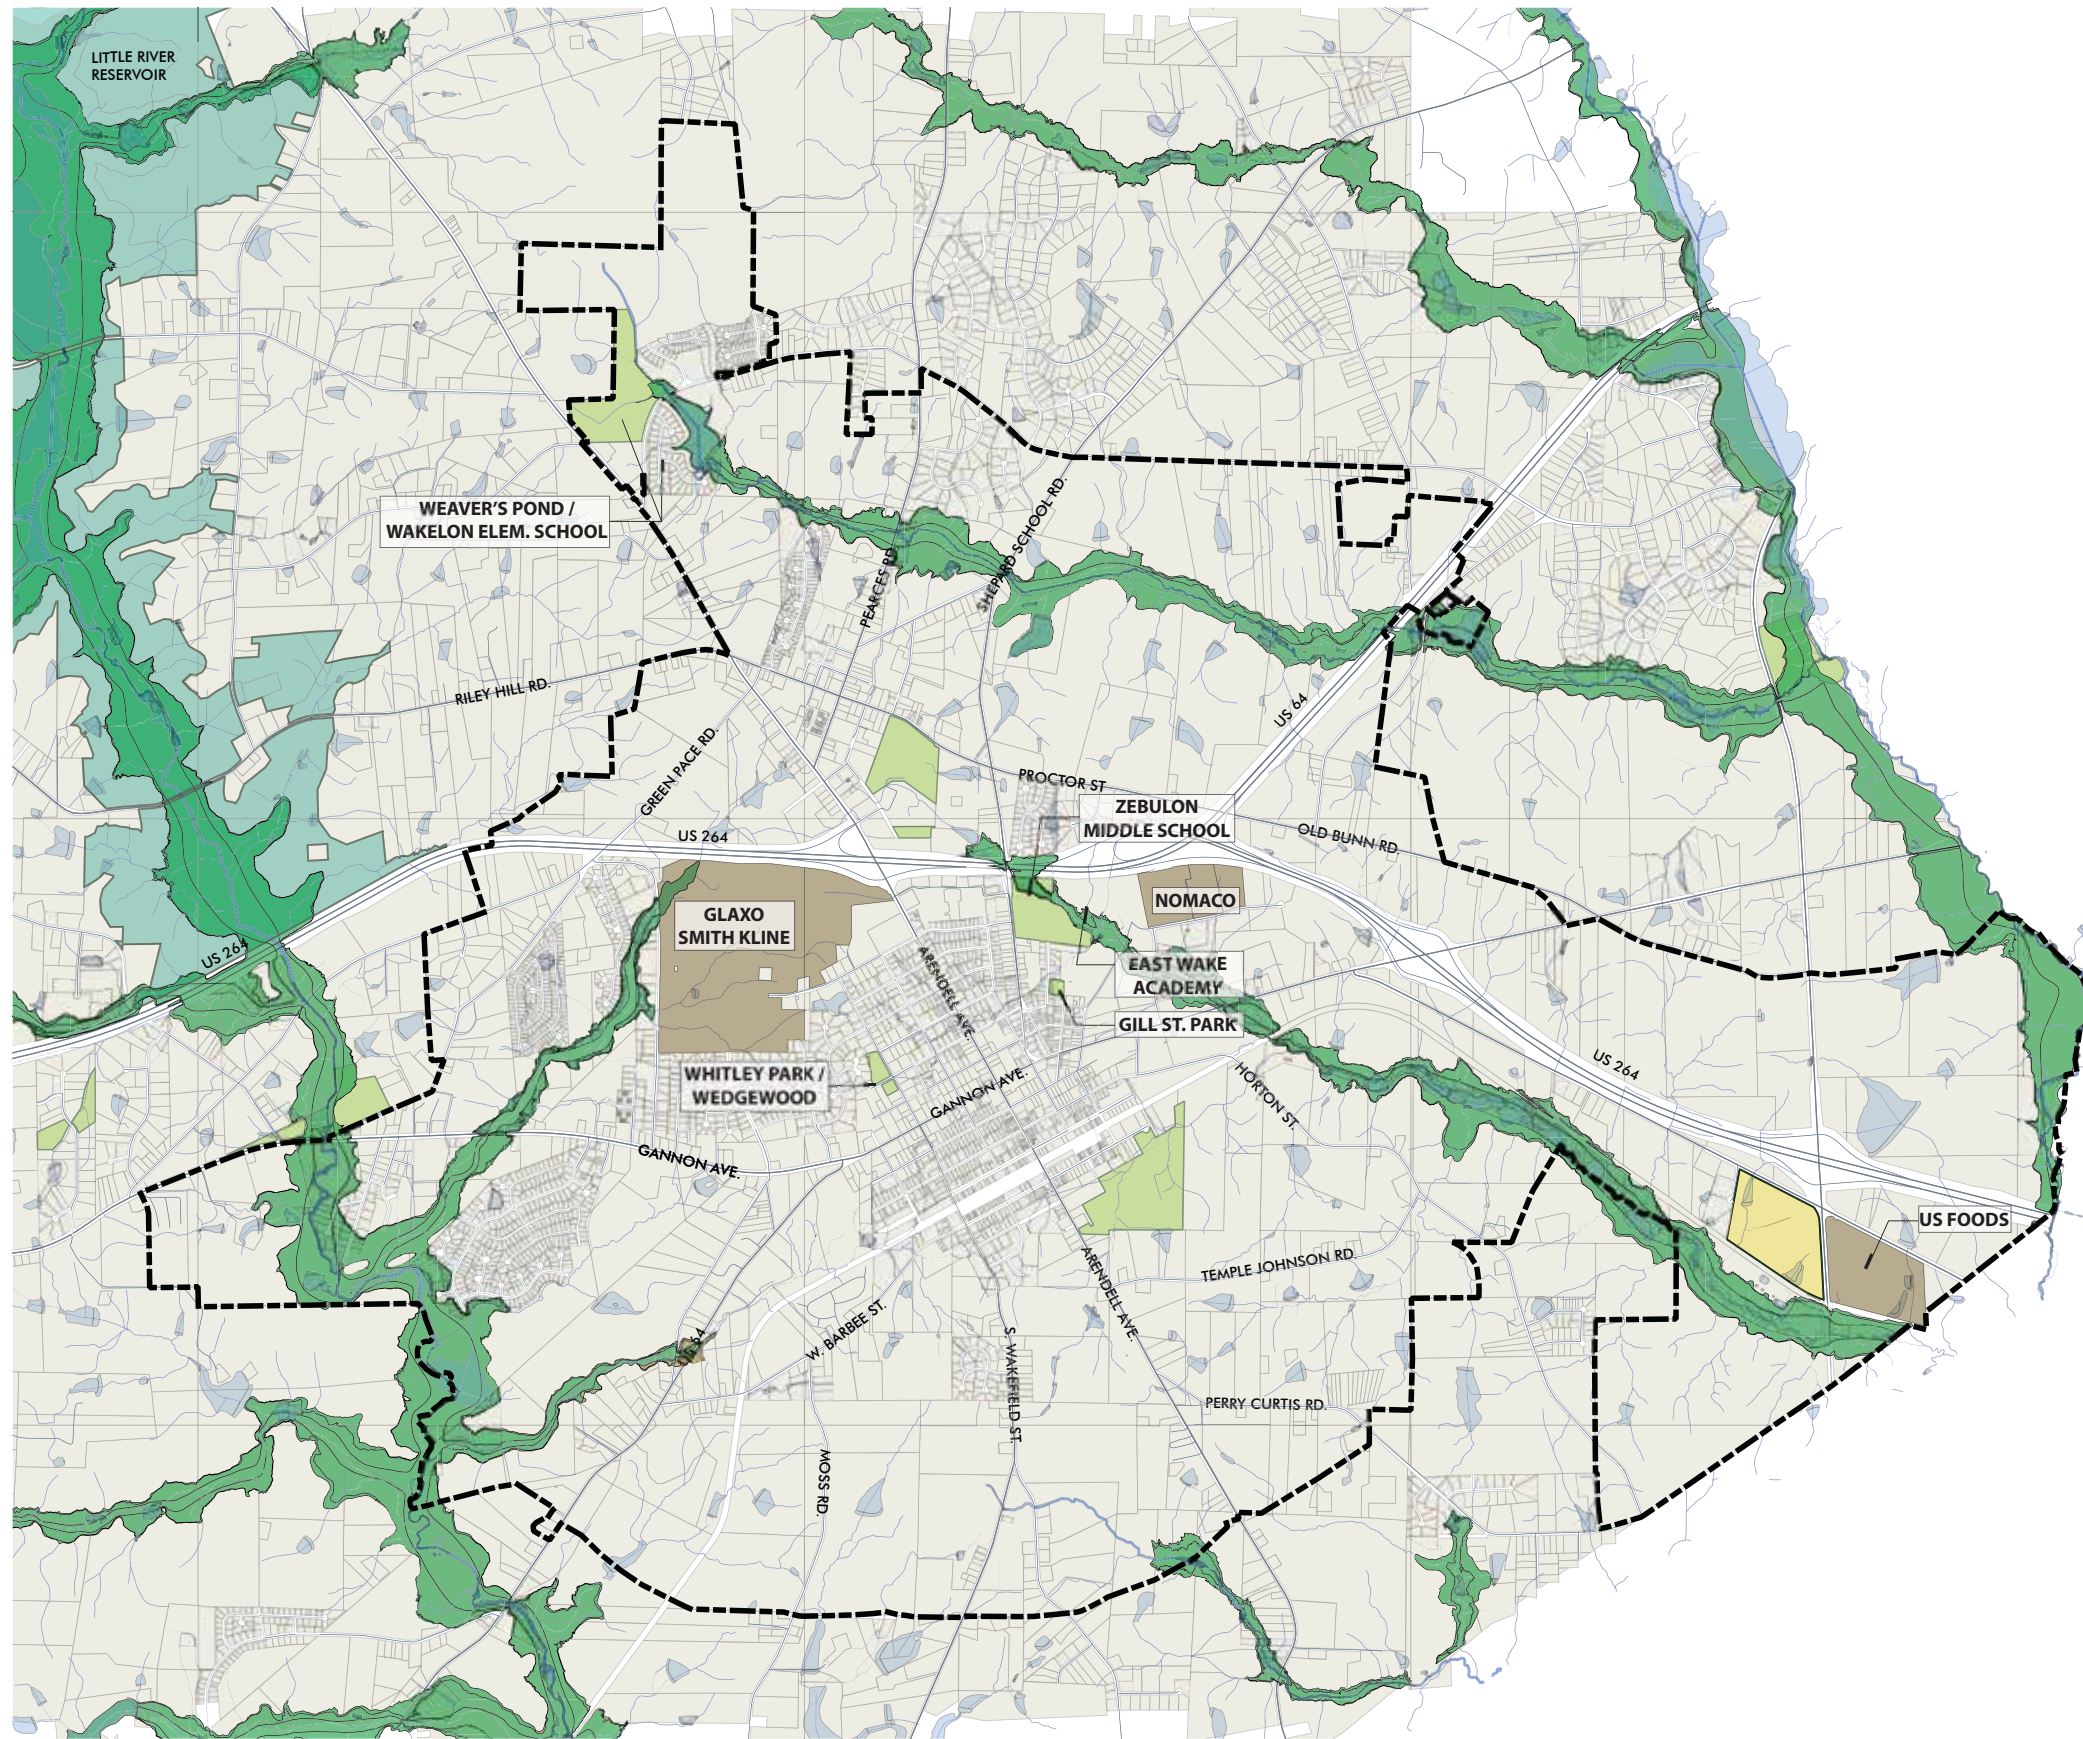 LITTLE RIVER
RESERVOIR
WEAVER'S POND /
WAKELON ELEM. SCHOOL
PEARCES RD.
SHEPARD SCHOOL RD.
RILEY HILL RD.
GREEN PACE RD.
US 64
PROCTOR ST
ZEBULON
MIDDLE SCHOOL
OLD BUNN RD.
US 264
GLAXO
SMITH KLINE
NOMACO
US 264
ARENDELL AVE.
EAST WAKE
ACADEMY
GILL ST. PARK
WHITLEY PARK /
WEDGEWOOD
GANNON AVE.
HORTON ST.
US 264
GANNON AVE.
US FOODS
TEMPLE JOHNSON RD.
ARENDELL AVE.
W. BARBEE ST.
S. WAKEFIELD ST.
PERRY CURTIS RD.
MOSS RD.